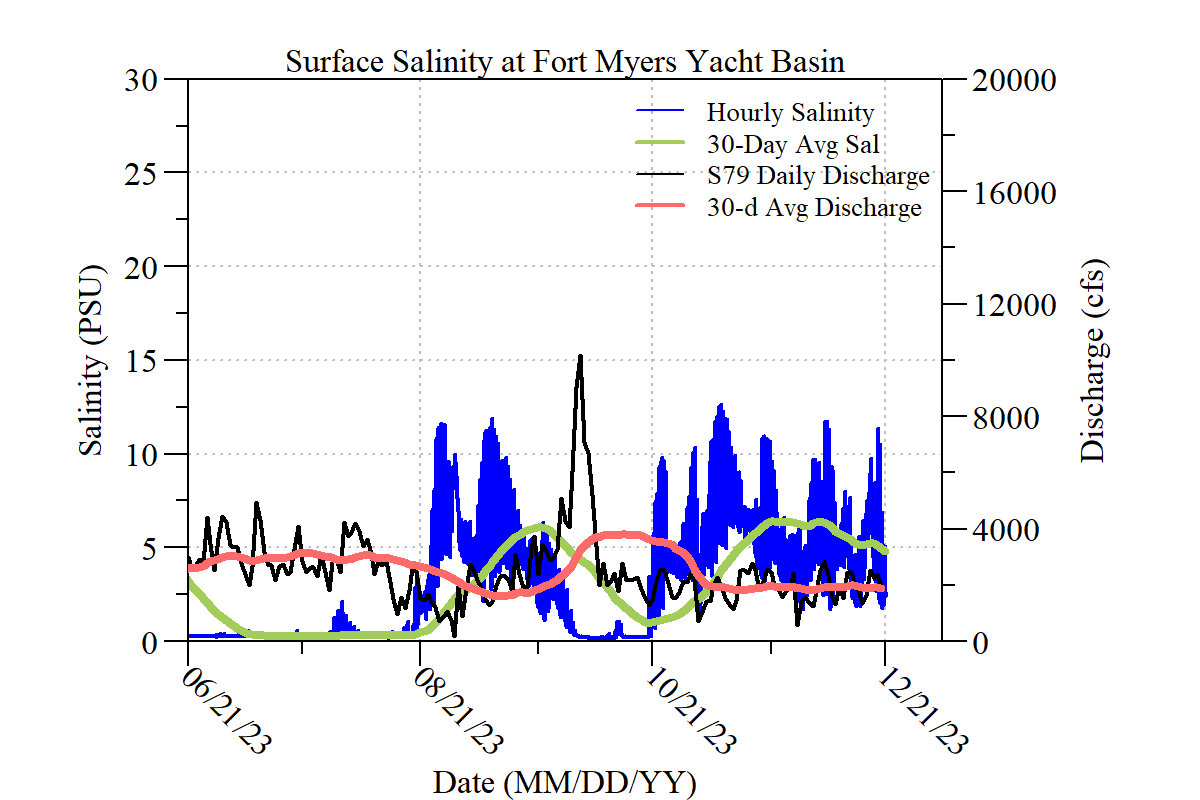 Surface Salinity at Fort Myers Yacht Basin
30
25
20
15
10
5
0
Salinity (PSU)
Hourly Salinity
30-Day Avg Sal
S79 Daily Discharge
30-d Avg Discharge
20000
16000
12000
8000
4000
0
Discharge (cfs)
06/21/23
08/21/23
10/21/23
12/21/23
Date (MM/DD/YY)